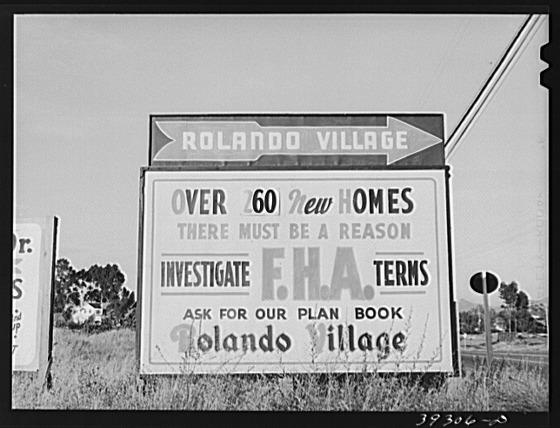 ROLANDO VILLAGE
OVER 260 New HOMES
THERE MUST BE A REASON
INVESTIGATE F.H.A. TERMS
ASK FOR OUR PLAN BOOK
Rolando Village
r.
S
39306-D